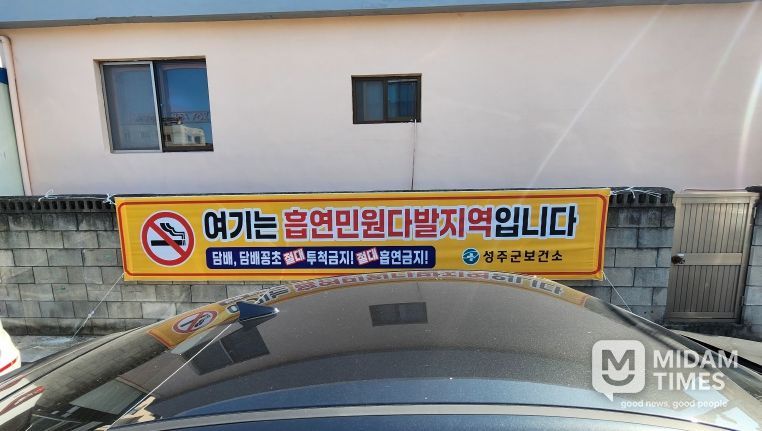 여기는 흡연민원다발지역입니다
담배, 담배꽁초 절대 투척금지! 절대 흡연금지!
성주군보건소
MIDAM
TIMES
good news, good people